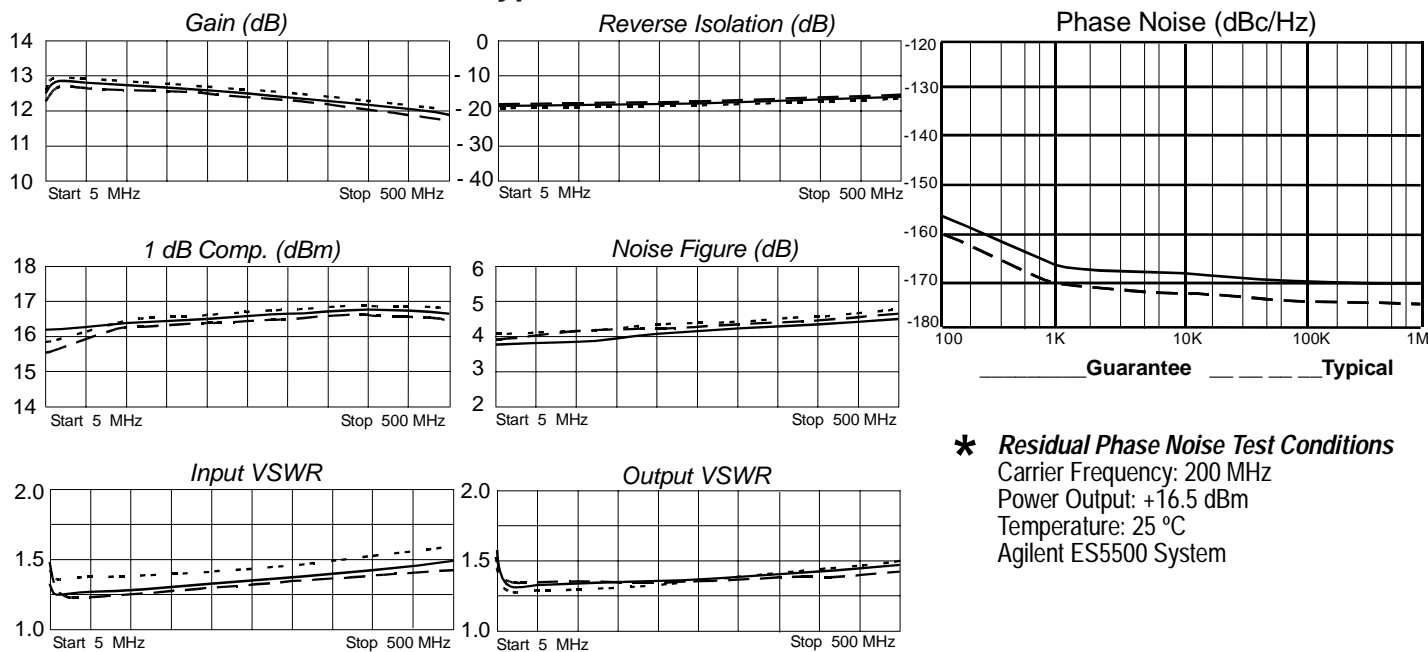 Gain (dB)
14
13
12
11
10
Start 5 MHz
Stop 500 MHz
Reverse Isolation (dB)
0
- 10
- 20
- 30
- 40
Start 5 MHz
Stop 500 MHz
Phase Noise (dBc/Hz)
-120
-130
-140
-150
-160
-170
-180
100
1K
10K
100K
1M
Guarantee
Typical
1 dB Comp. (dBm)
18
17
16
15
14
Start 5 MHz
Stop 500 MHz
Noise Figure (dB)
6
5
4
3
2
Start 5 MHz
Stop 500 MHz
* Residual Phase Noise Test Conditions
Carrier Frequency: 200 MHz
Power Output: +16.5 dBm
Temperature: 25 ºC
Agilent ES5500 System
Input VSWR
2.0
1.5
1.0
Start 5 MHz
Stop 500 MHz
Output VSWR
2.0
1.5
1.0
Start 5 MHz
Stop 500 MHz